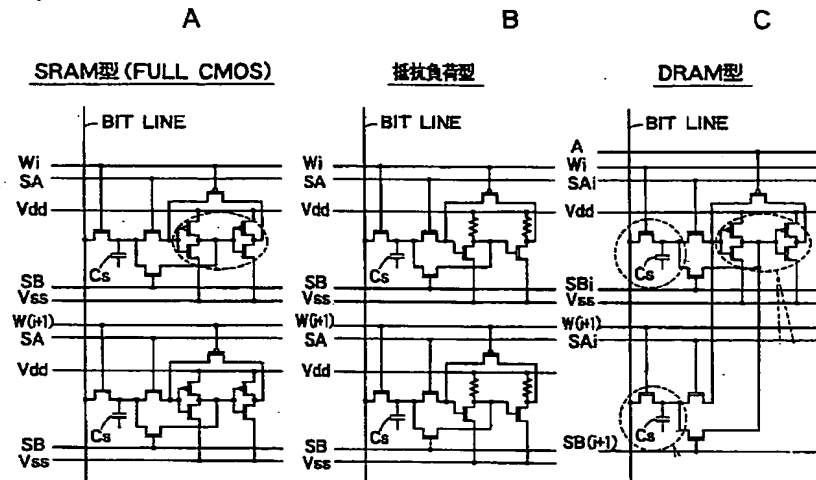 A
B
C
SRAM型(FULL CMOS)
抵抗負荷型
DRAM型
BIT LINE
Wi
SA
Vdd
Cs
SB
Vss
W(i+1)
SA
Vdd
Cs
SB
Vss
BIT LINE
Wi
SA
Vdd
Cs
SB
Vss
W(i+1)
SA
Vdd
Cs
SB
Vss
BIT LINE
A
Wi
SAi
Vdd
Cs
SBi
Vss
W(i+1)
SAi
Cs
SB(i+1)